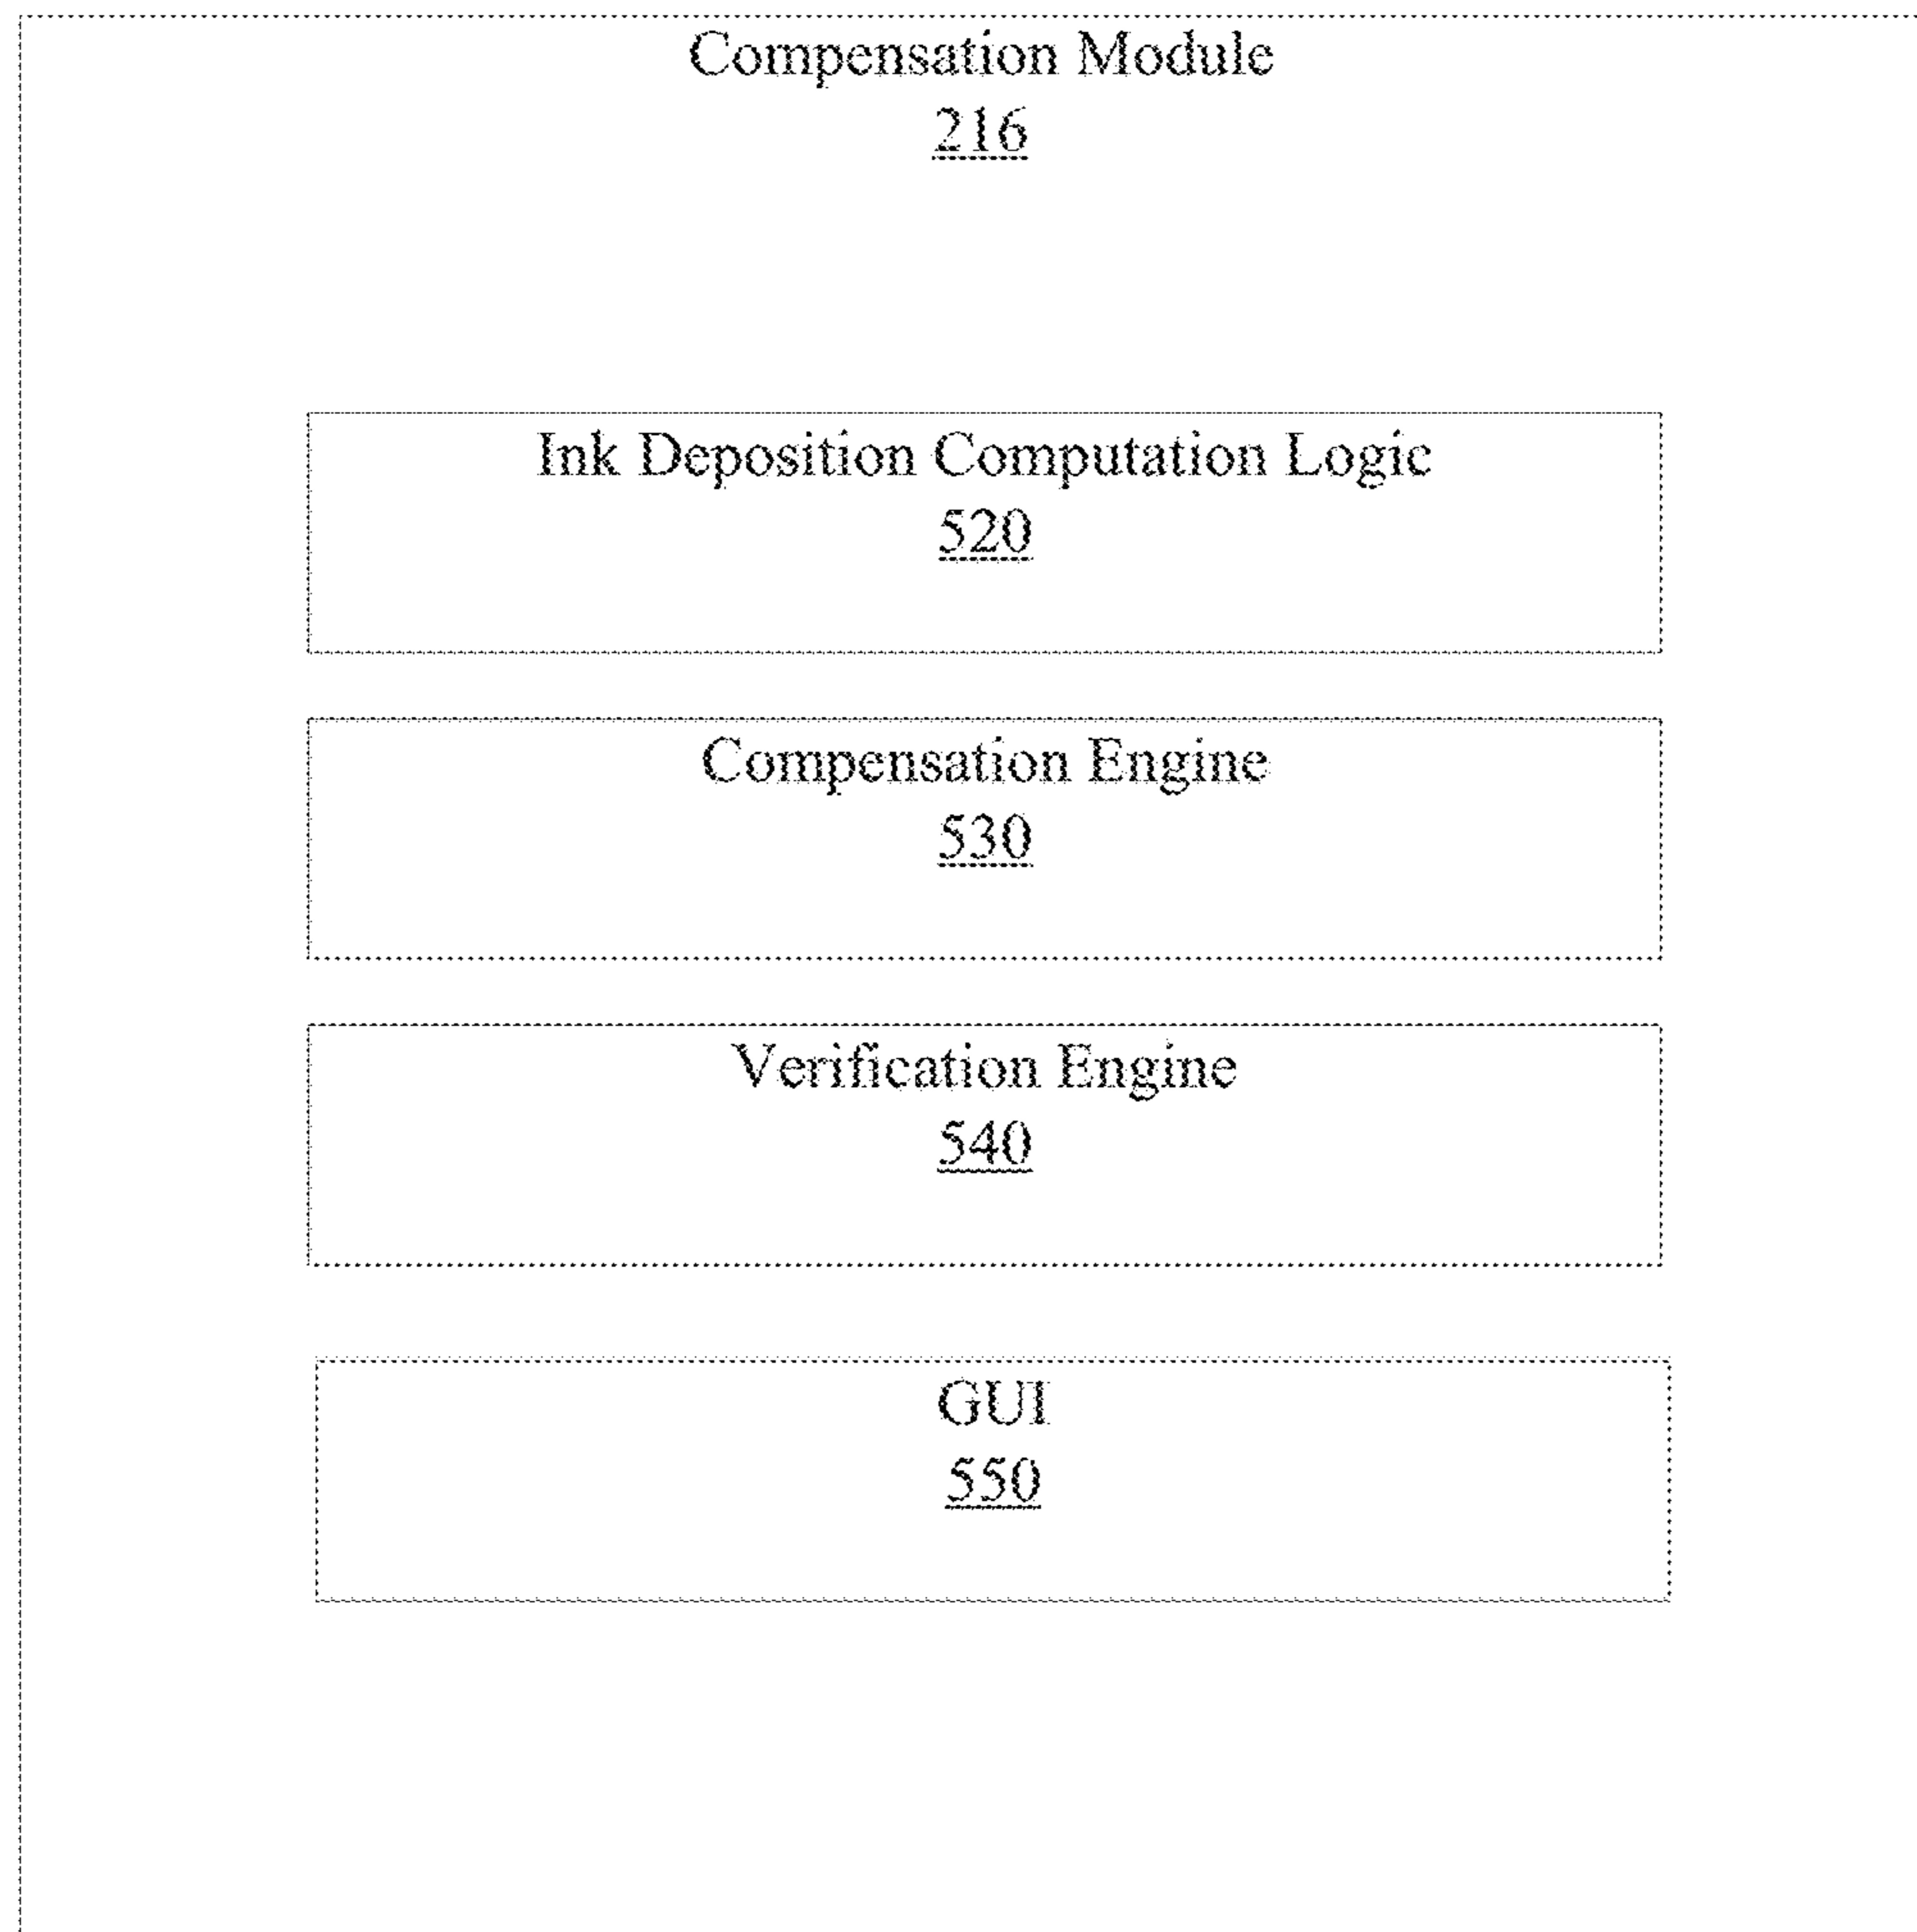 Compensation Module
216
Ink Deposition Computation Logic
520
Compensation Engine
530
Verification Engine
540
GUI
550